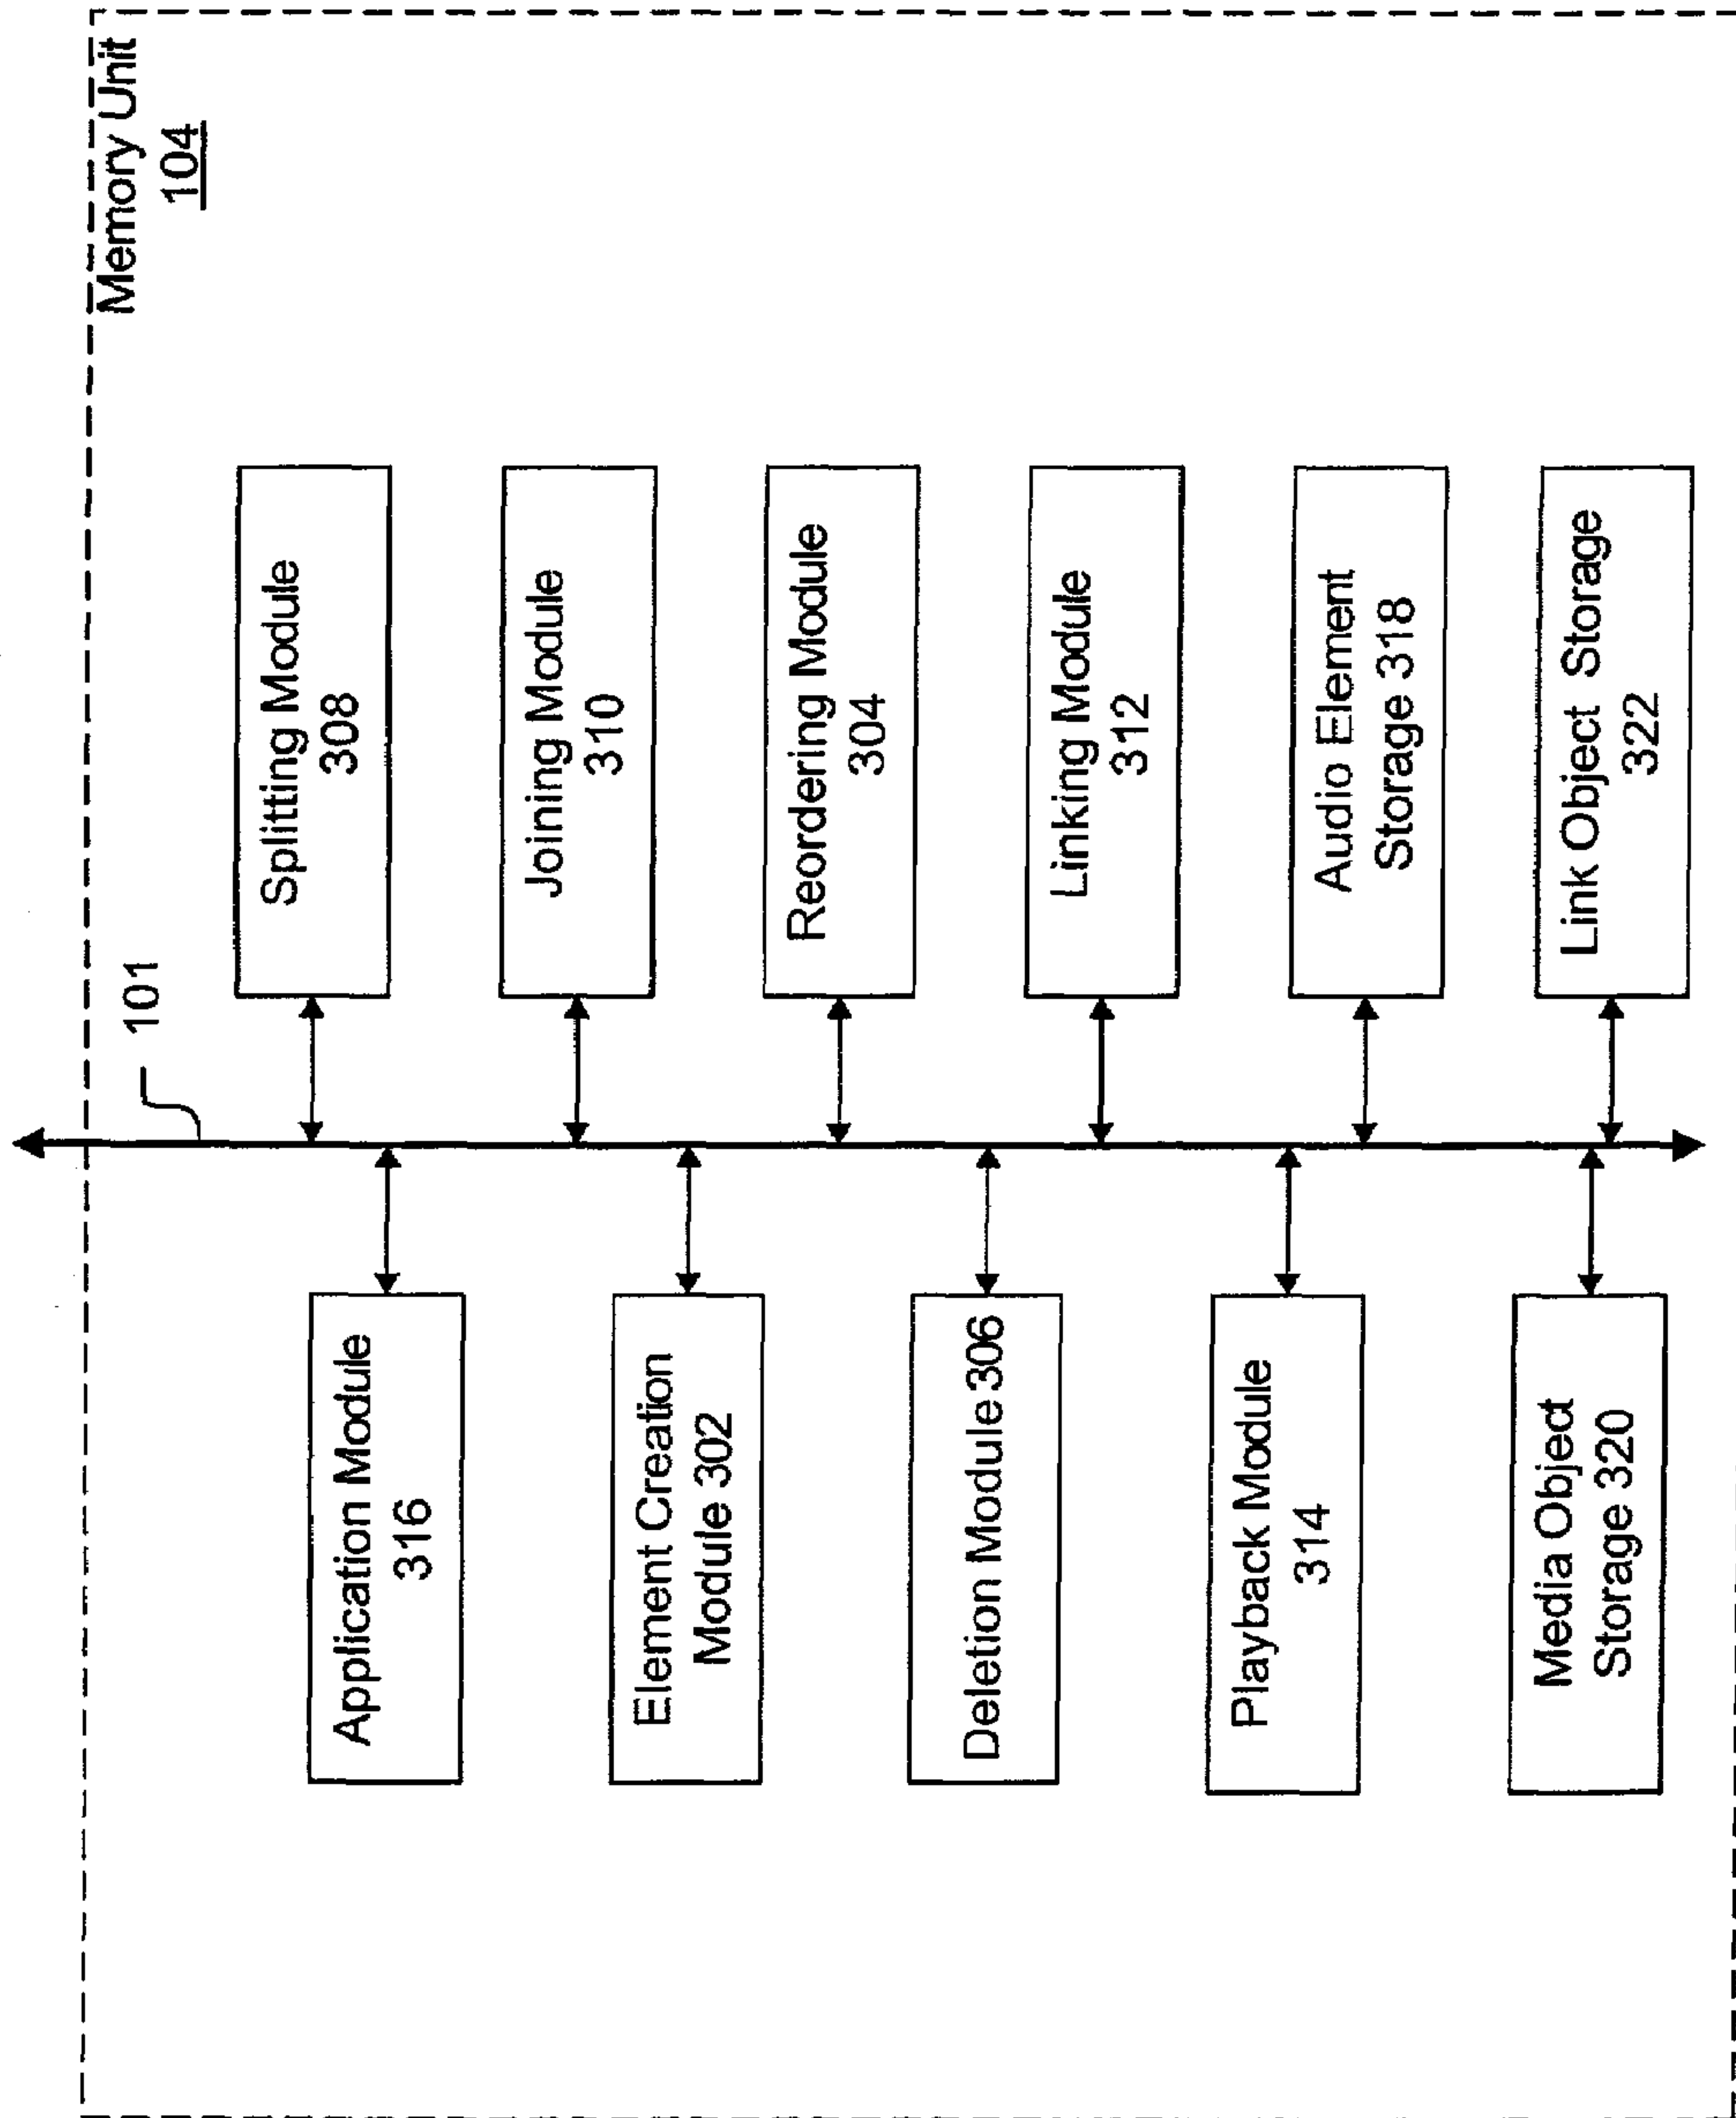 Memory Unit
104
101
Application Module
316
Element Creation
Module 302
Deletion Module 306
Playback Module
314
Media Object
Storage 320
Splitting Module
308
Joining Module
310
Reordering Module
304
Linking Module
312
Audio Element
Storage 318
Link Object Storage
322